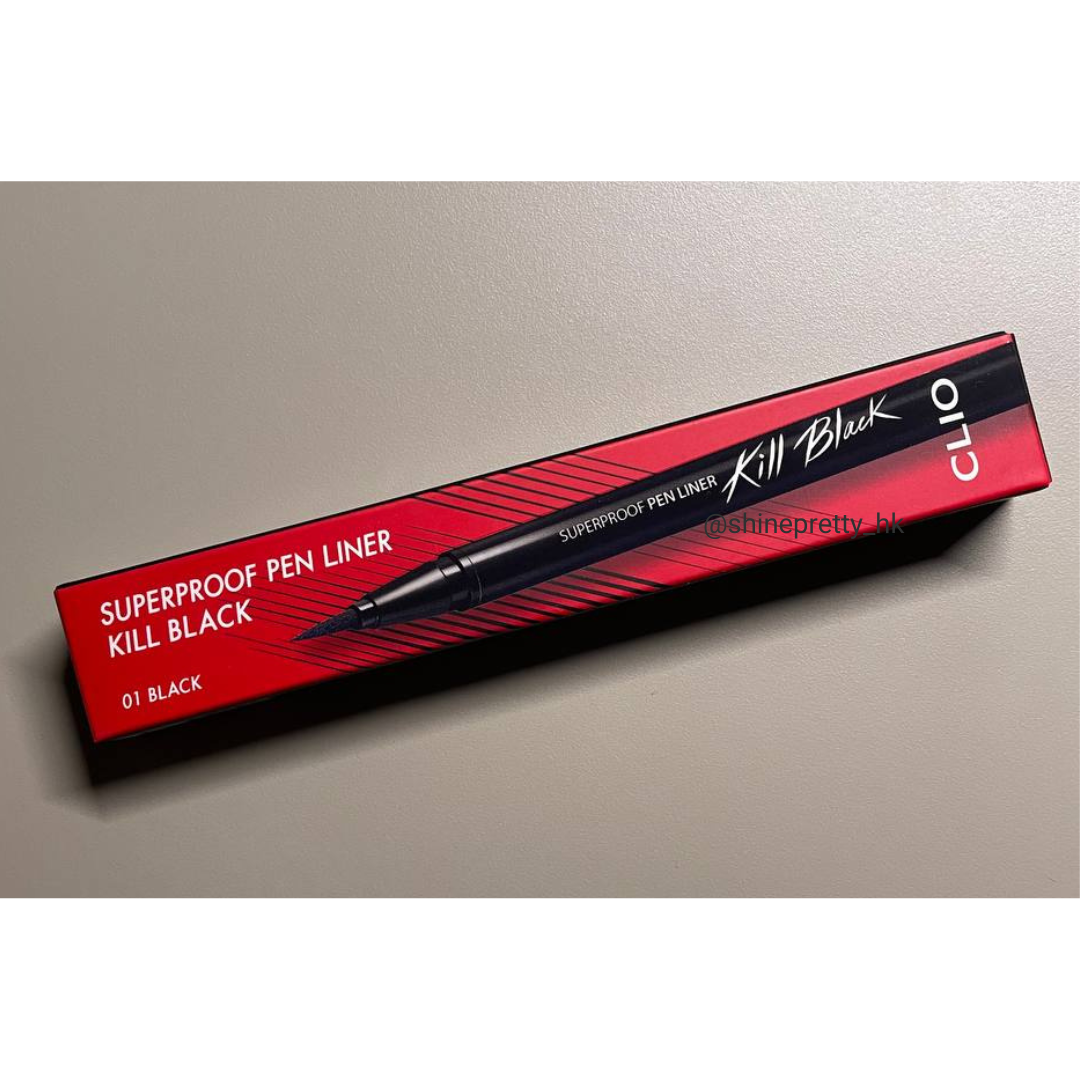 SUPERPROOF PEN LINER
KILL BLACK
01 BLACK
SUPERPROOF PEN LINER Kill Black
CLIO
@shinepretty_hk